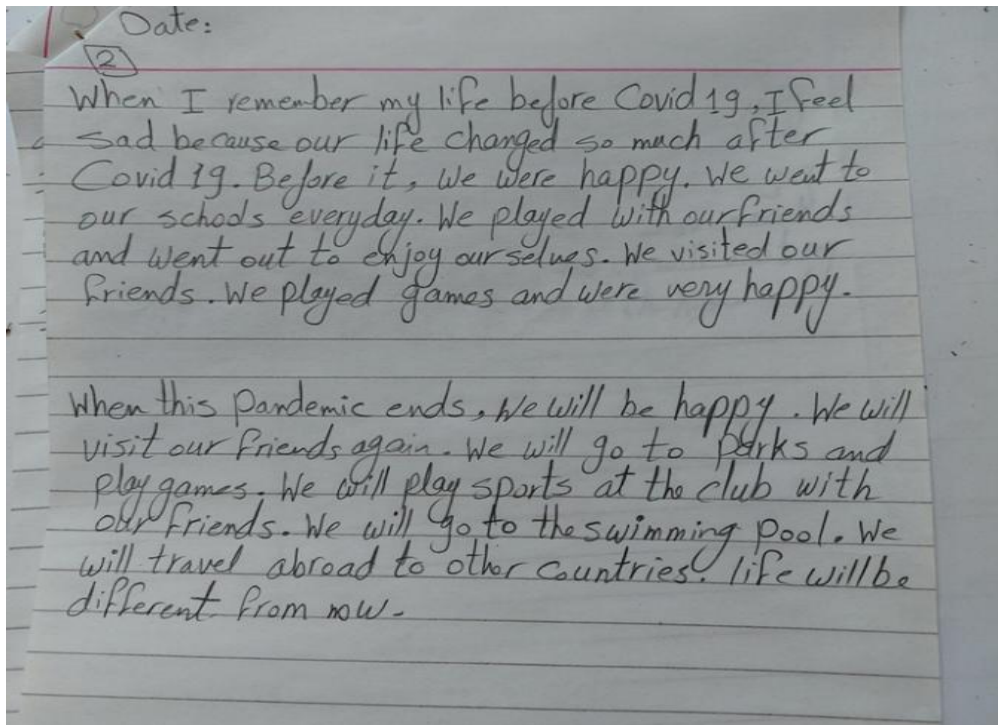 Date:
2
When I remember my life before Covid 19, I feel
sad because our life changed so much after
Covid 19. Before it, we were happy. We went to
our schools everyday. We played with our friends
and went out to enjoy our selves. We visited our
friends. We played games and were very happy.
When this pandemic ends, we will be happy. We will
visit our friends again. We will go to parks and
play games. We will play sports at the club with
our friends. We will go to the swimming pool. We
will travel abroad to other countries. life will be
different from now.